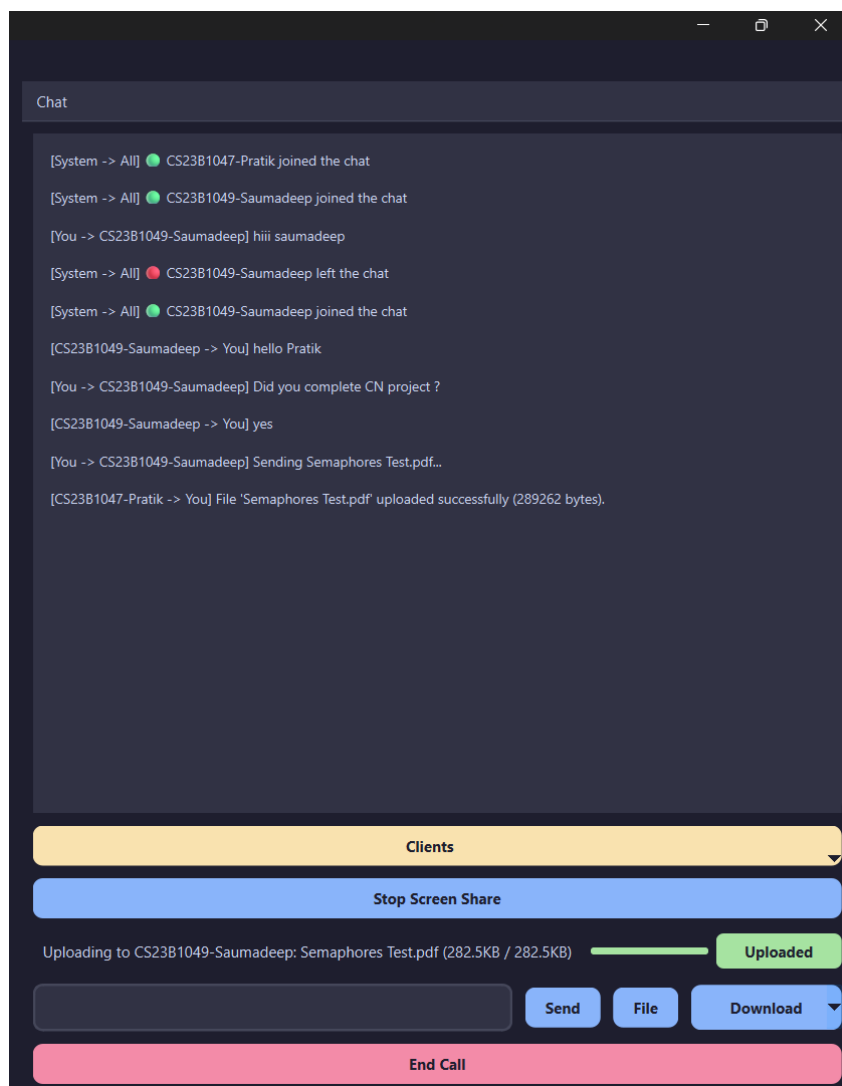 Chat
[System -> All] 🟢 CS23B1047-Pratik joined the chat
[System -> All] 🟢 CS23B1049-Saumadeep joined the chat
[You -> CS23B1049-Saumadeep] hiii saumadeep
[System -> All] 🔴 CS23B1049-Saumadeep left the chat
[System -> All] 🟢 CS23B1049-Saumadeep joined the chat
[CS23B1049-Saumadeep -> You] hello Pratik
[You -> CS23B1049-Saumadeep] Did you complete CN project ?
[CS23B1049-Saumadeep -> You] yes
[You -> CS23B1049-Saumadeep] Sending Semaphores Test.pdf...
[CS23B1047-Pratik -> You] File 'Semaphores Test.pdf' uploaded successfully (289262 bytes).
Clients
Stop Screen Share
Uploading to CS23B1049-Saumadeep: Semaphores Test.pdf (282.5KB / 282.5KB) Uploaded
Send File Download
End Call